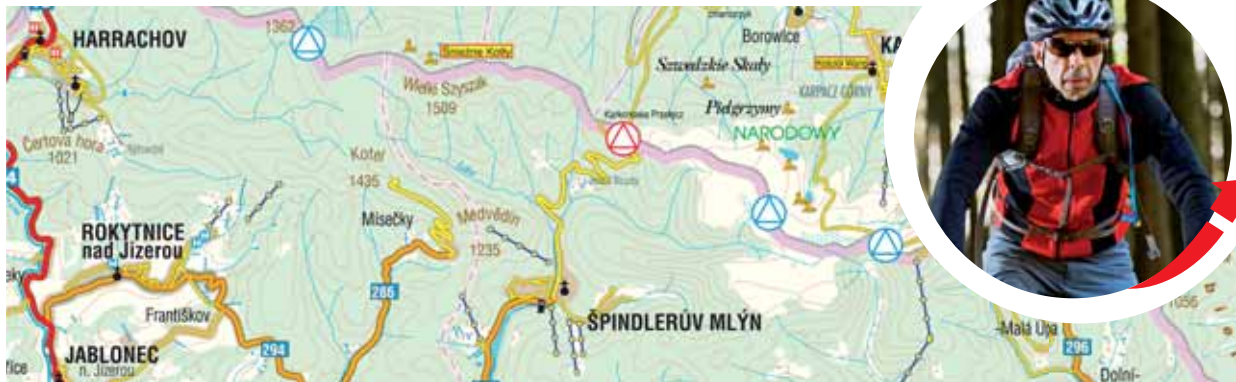 HARRACHOV
1362
Śnieżne Kotły
Wielki Szyszak
1509
Szwedzkie Skały
Borowice
KA
KARPACZ GÓRNY
Pielgrzymy
NARODOWY
Karkonoska Przełęcz
Čertova hora
1021
Kotel
1435
Mísečky
Medvědín
1235
ROKYTNICE
nad Jizerou
286
Františkov
294
JABLONEC
n. Jizerou
ŠPINDLERŮV MLÝN
1056
-Malá Úpa
296
Dolní-